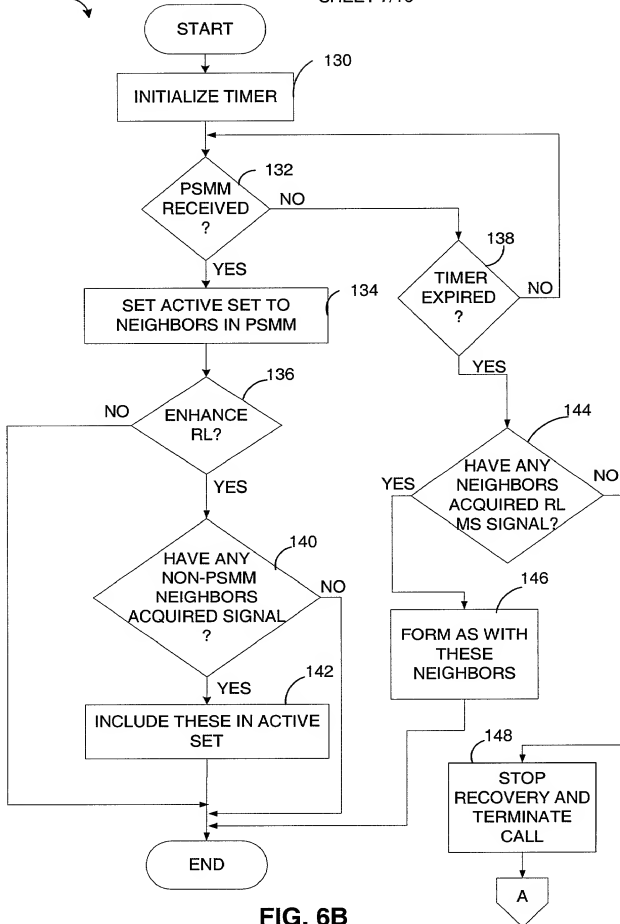 START
130
INITIALIZE TIMER
132
PSMM
RECEIVED
?
NO
138
TIMER
EXPIRED
?
NO
YES
134
SET ACTIVE SET TO
NEIGHBORS IN PSMM
YES
136
NO
ENHANCE
RL?
144
YES
HAVE ANY
NEIGHBORS
ACQUIRED RL
MS SIGNAL?
NO
YES
140
HAVE ANY
NON-PSMM
NEIGHBORS
ACQUIRED SIGNAL
?
NO
146
FORM AS WITH
THESE
NEIGHBORS
YES
142
INCLUDE THESE IN ACTIVE
SET
148
STOP
RECOVERY AND
TERMINATE
CALL
END
A
FIG. 6B